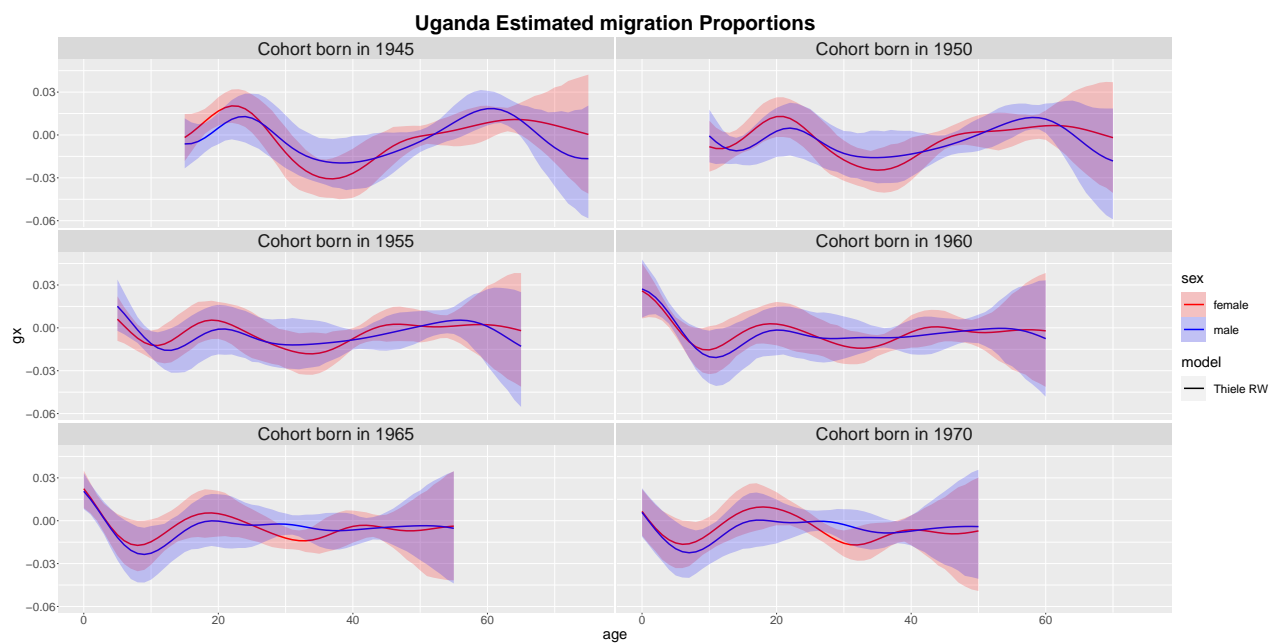 Uganda Estimated migration Proportions
Cohort born in 1945
Cohort born in 1950
0.03
0.00
−0.03
−0.06
Cohort born in 1955
Cohort born in 1960
0.03
0.00
−0.03
−0.06
Cohort born in 1965
Cohort born in 1970
0.03
0.00
−0.03
−0.06
0
20
40
60
0
20
40
60
age
gx
sex
female
male
model
Thiele RW